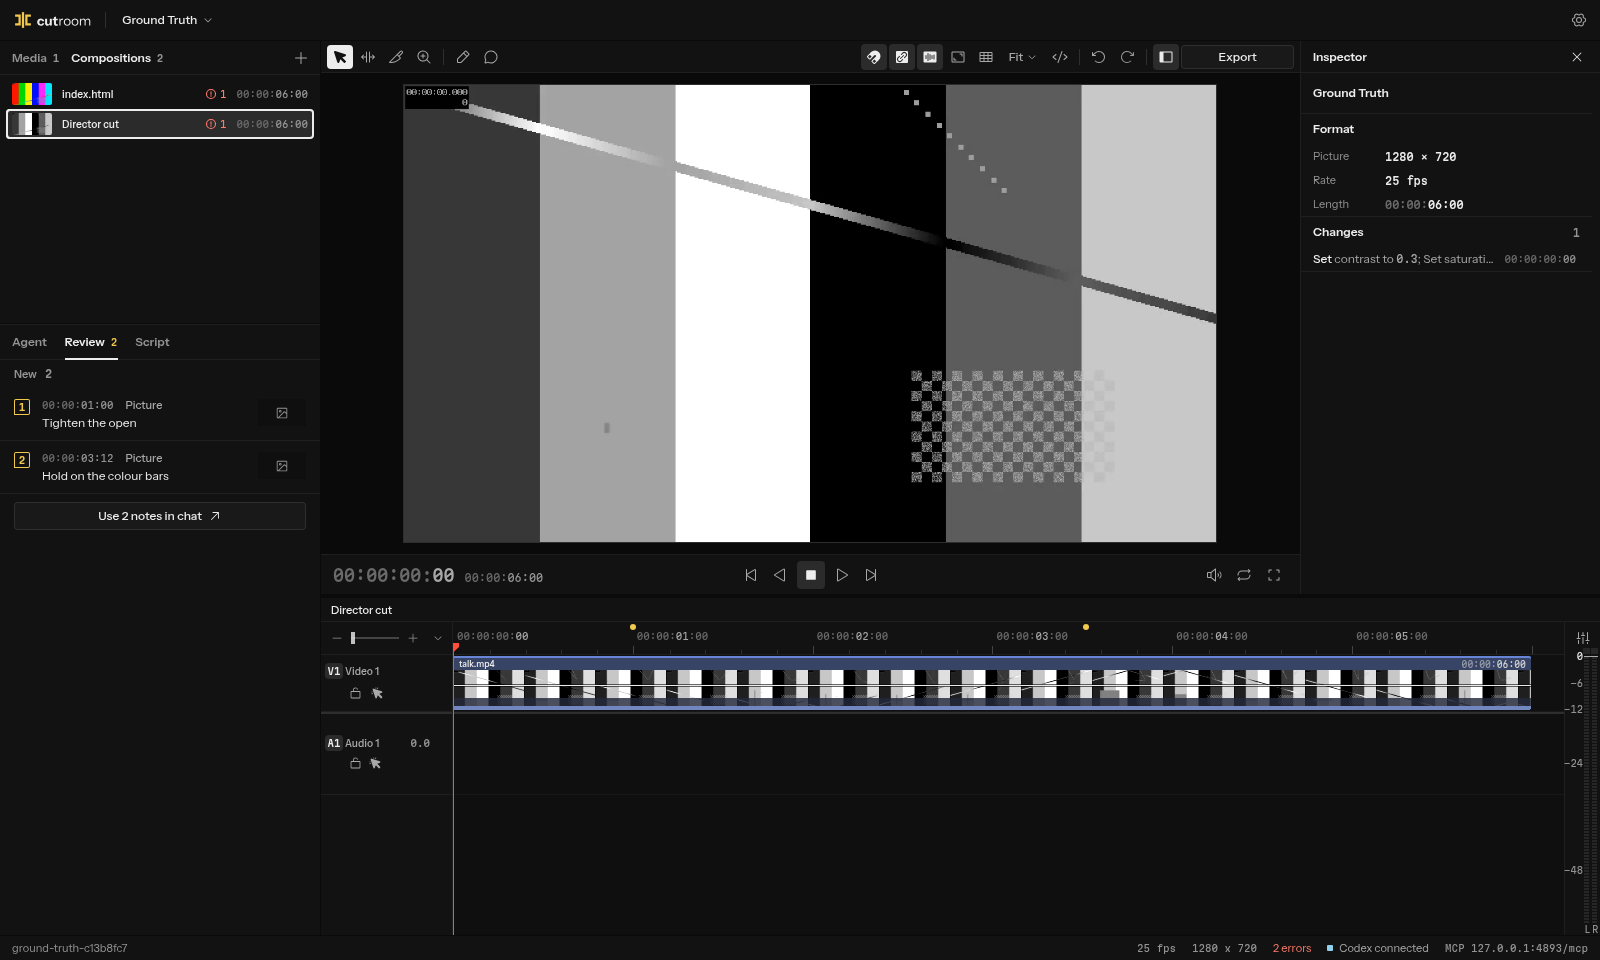 cutroom
Ground Truth
Media 1
Compositions 2
index.html
1
00:00:06:00
Director cut
1
00:00:06:00
Fit
Export
Inspector
Ground Truth
Format
Picture
1280 × 720
Rate
25 fps
Length
00:00:06:00
Changes
1
Set contrast to 0.3; Set saturati...
00:00:00:00
00:00:00.000
0
Agent
Review 2
Script
New 2
1
00:00:01:00 Picture
Tighten the open
2
00:00:03:12 Picture
Hold on the colour bars
Use 2 notes in chat
00:00:00:00
00:00:06:00
Director cut
00:00:00:00
00:00:01:00
00:00:02:00
00:00:03:00
00:00:04:00
00:00:05:00
V1 Video 1
talk.mp4
00:00:06:00
A1 Audio 1
0.0
0
-6
-12
-24
-48
L R
ground-truth-c13b8fc7
25 fps
1280 x 720
2 errors
Codex connected
MCP 127.0.0.1:4893/mcp